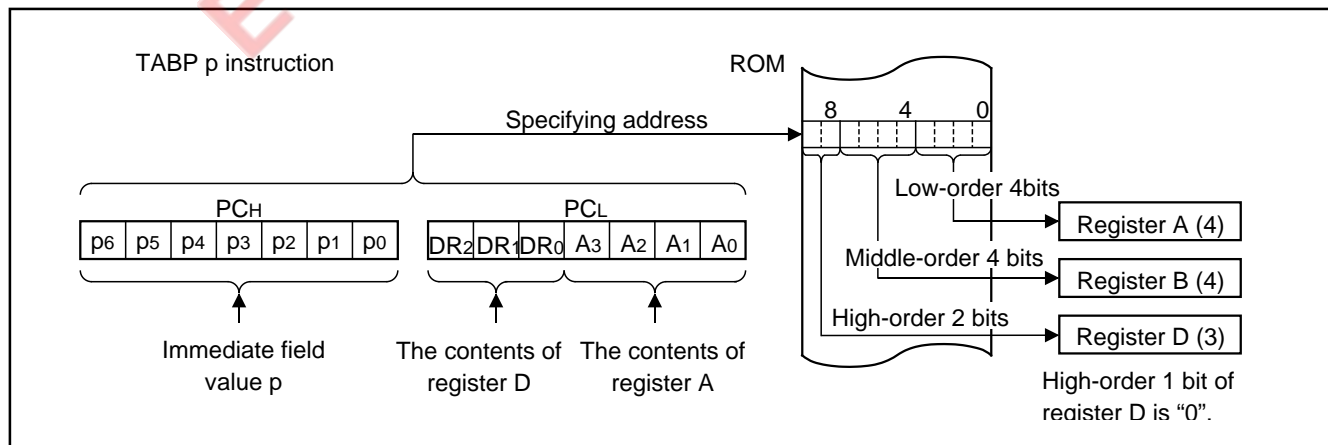 TABP p instruction
ROM
8 4 0
Specifying address
Low-order 4bits
PCH
PCL
p6 p5 p4 p3 p2 p1 p0
DR2 DR1 DR0 A3 A2 A1 A0
Register A (4)
Middle-order 4 bits
Register B (4)
High-order 2 bits
Register D (3)
Immediate field
value p
The contents of
register D
The contents of
register A
High-order 1 bit of
register D is “0”.